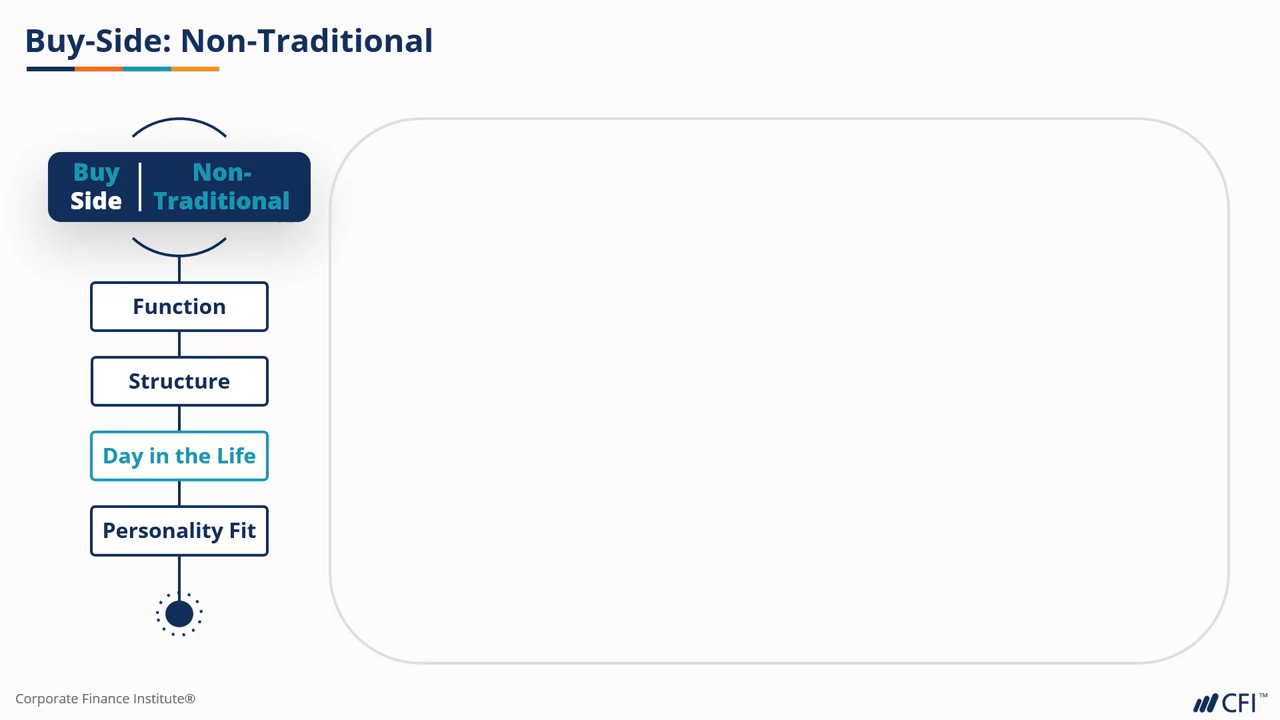 Buy-Side: Non-Traditional
Buy
Side
Non-
Traditional
Function
Structure
Day in the Life
Personality Fit
Corporate Finance Institute®
CFI™